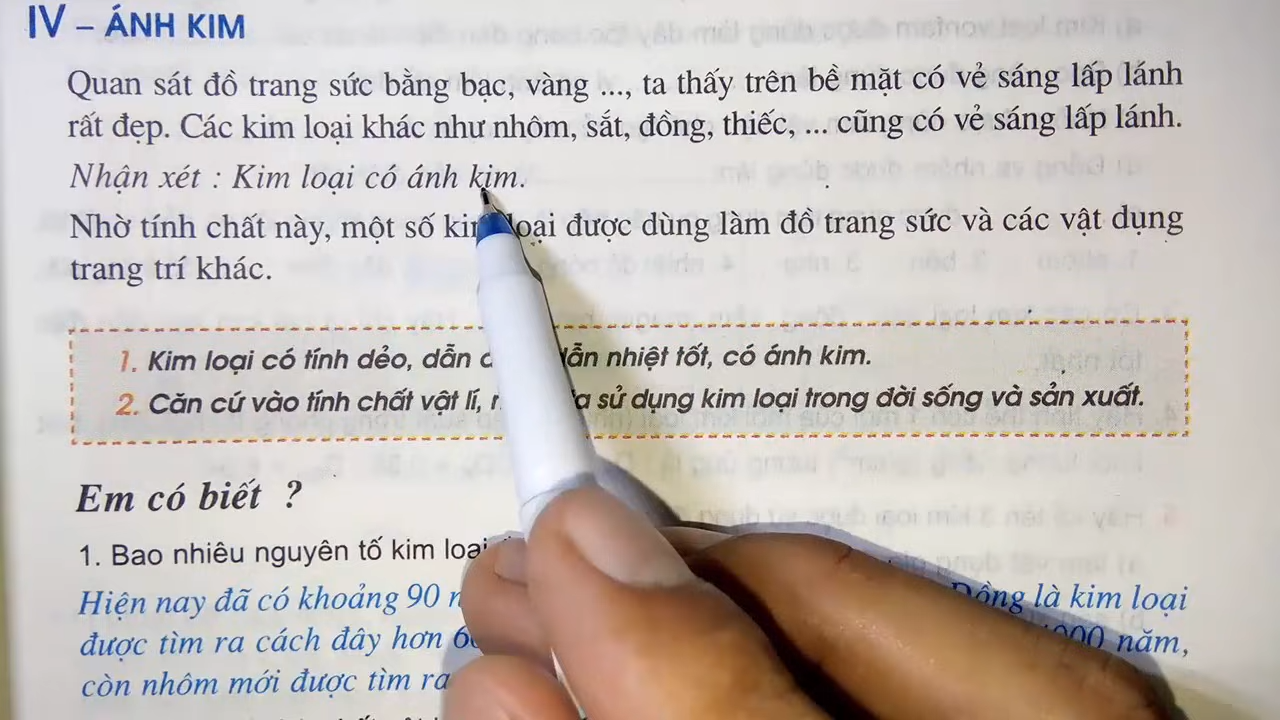 IV – ÁNH KIM
Quan sát đồ trang sức bằng bạc, vàng ..., ta thấy trên bề mặt có vẻ sáng lấp lánh
rất đẹp. Các kim loại khác như nhôm, sắt, đồng, thiếc, ... cũng có vẻ sáng lấp lánh.
Nhận xét : Kim loại có ánh kim.
Nhờ tính chất này, một số kim loại được dùng làm đồ trang sức và các vật dụng
trang trí khác.
1. Kim loại có tính dẻo, dẫn dẫn nhiệt tốt, có ánh kim.
2. Căn cứ vào tính chất vật lí, sử dụng kim loại trong đời sống và sản xuất.
Em có biết ?
1. Bao nhiêu nguyên tố kim loại
Hiện nay đã có khoảng 90 Đồng là kim loại
được tìm ra cách đây hơn năm,
còn nhôm mới được tìm ra